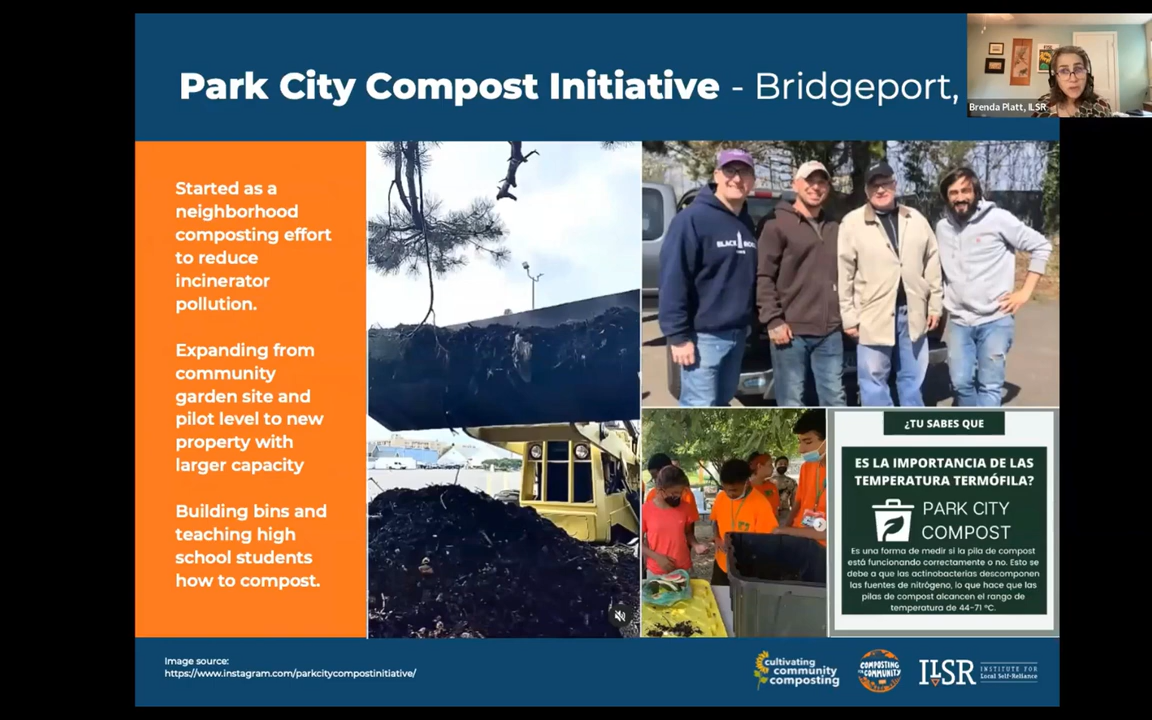 Park City Compost Initiative - Bridgeport,
Brenda Platt, ILSR
Started as a
neighborhood
composting effort
to reduce
incinerator
pollution.
Expanding from
community
garden site and
pilot level to new
property with
larger capacity
Building bins and
teaching high
school students
how to compost.
¿TU SABES QUE
ES LA IMPORTANCIA DE LAS
TEMPERATURA TERMÓFILA?
PARK CITY
COMPOST
Es una forma de medir si la pila de compost
está funcionando correctamente o no. Esto se
debe a que las actinobacterias descomponen
las fuentes de nitrógeno, lo que hace que las
pilas de compost alcancen el rango de
temperatura de 44-71 °C.
Image source:
https://www.instagram.com/parkcitycompostinitiative/
cultivating
community
composting
COMPOSTING
COMMUNITY
ILSR
INSTITUTE FOR
Local Self-Reliance